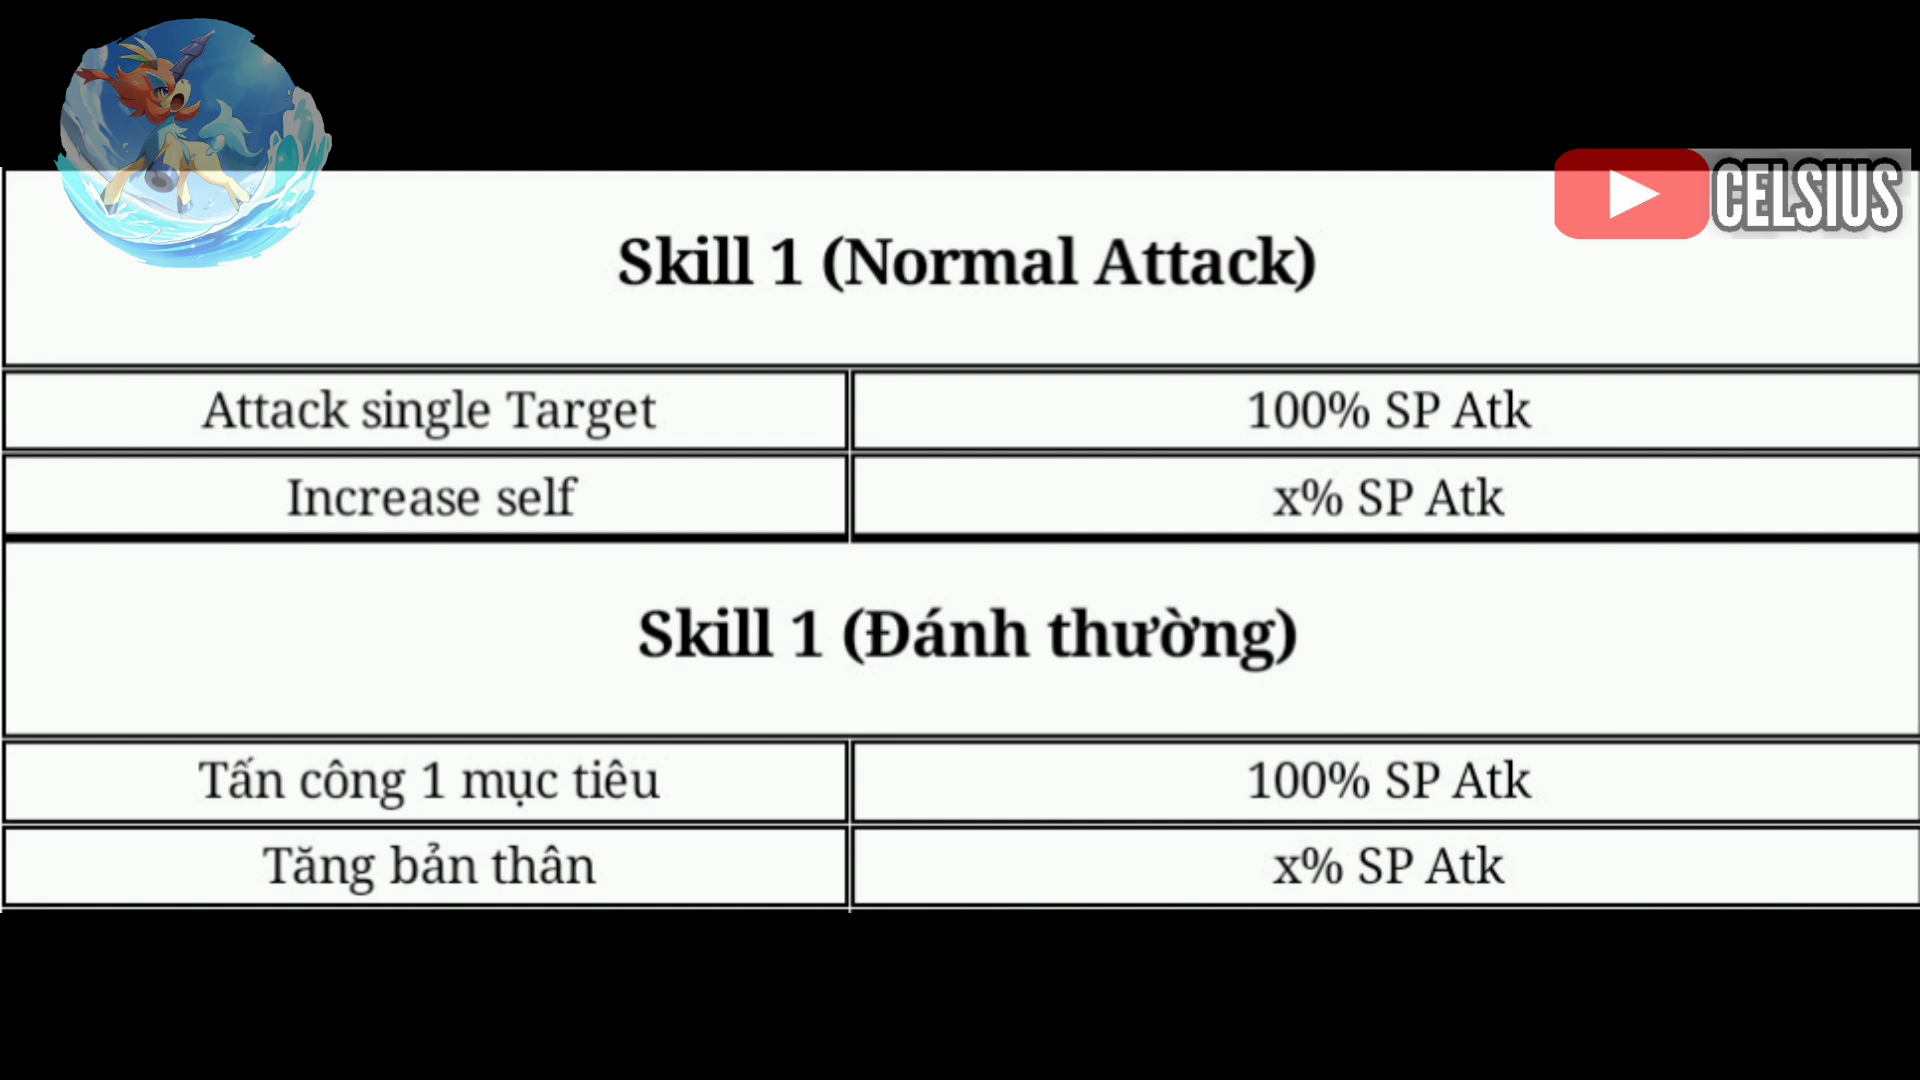 CELSIUS
Skill 1 (Normal Attack)
Attack single Target
100% SP Atk
Increase self
x% SP Atk
Skill 1 (Đánh thường)
Tấn công 1 mục tiêu
100% SP Atk
Tăng bản thân
x% SP Atk